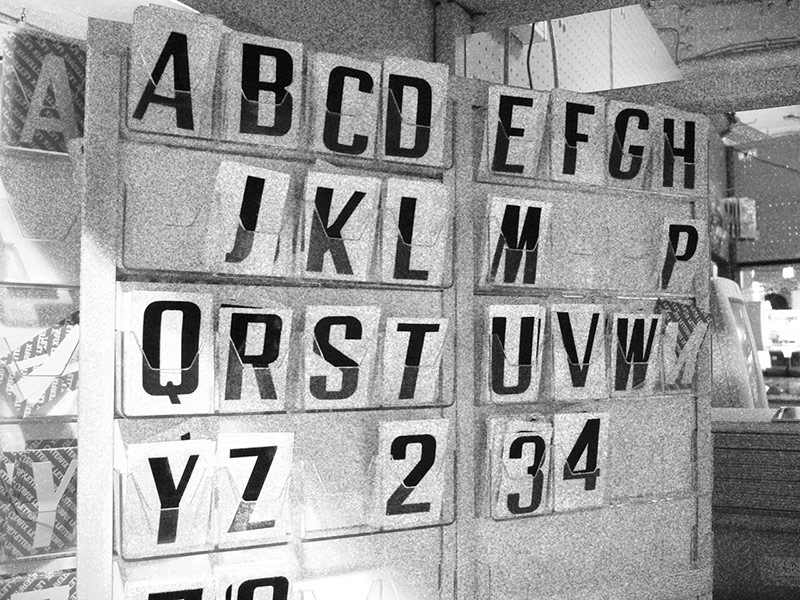 A B C D E F G H
J K L M P
Q R S T U V W
Y Z 2 3 4